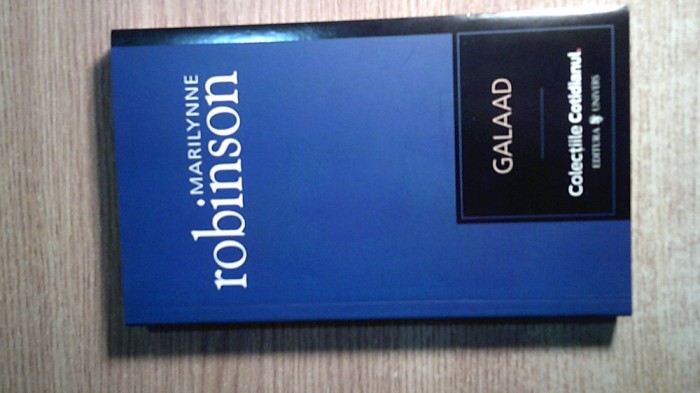 MARILYNNE
robinson
GALAAD
Colecțiile Cotidianul.
EDITURA UNIVERS